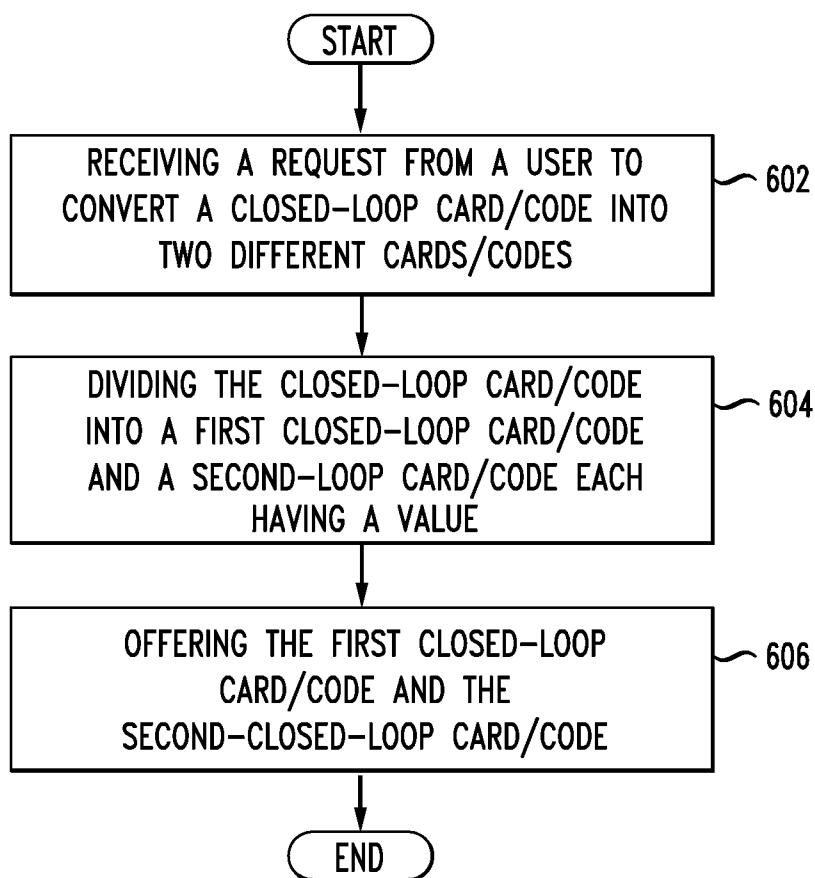 START
RECEIVING A REQUEST FROM A USER TO
CONVERT A CLOSED-LOOP CARD/CODE INTO
TWO DIFFERENT CARDS/CODES
602
DIVIDING THE CLOSED-LOOP CARD/CODE
INTO A FIRST CLOSED-LOOP CARD/CODE
AND A SECOND-LOOP CARD/CODE EACH
HAVING A VALUE
604
OFFERING THE FIRST CLOSED-LOOP
CARD/CODE AND THE
SECOND-CLOSED-LOOP CARD/CODE
606
END